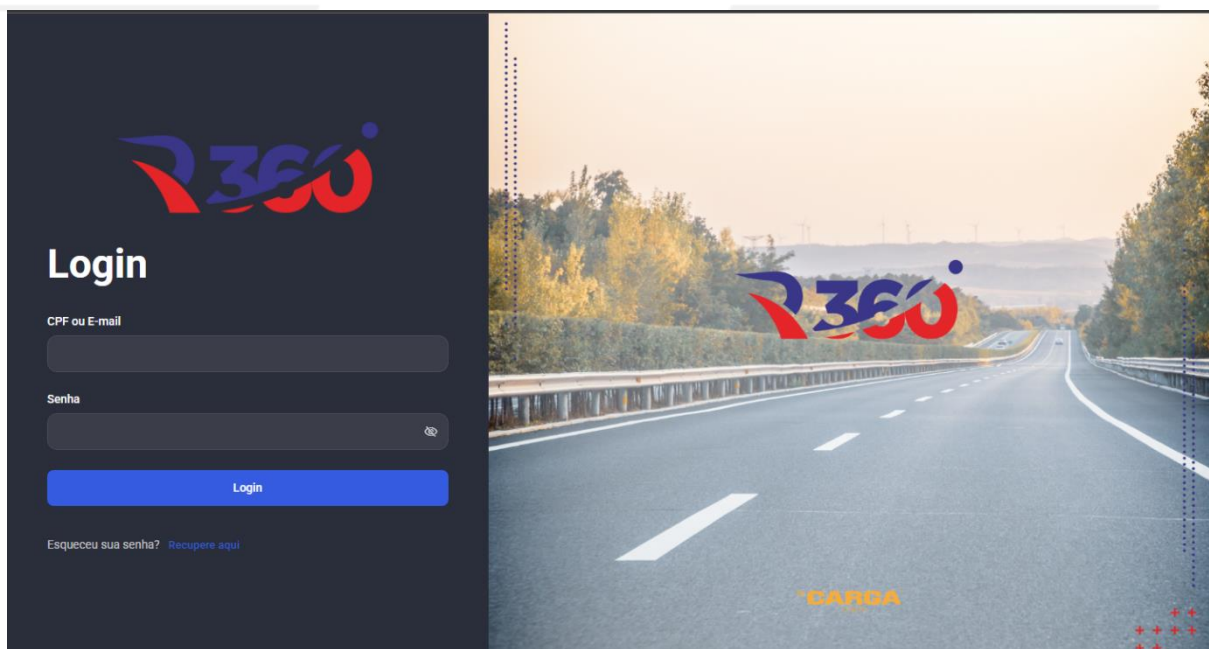 R360
Login
CPF ou E-mail
Senha
Login
Esqueceu sua senha? Recupere aqui
R360
CARGA